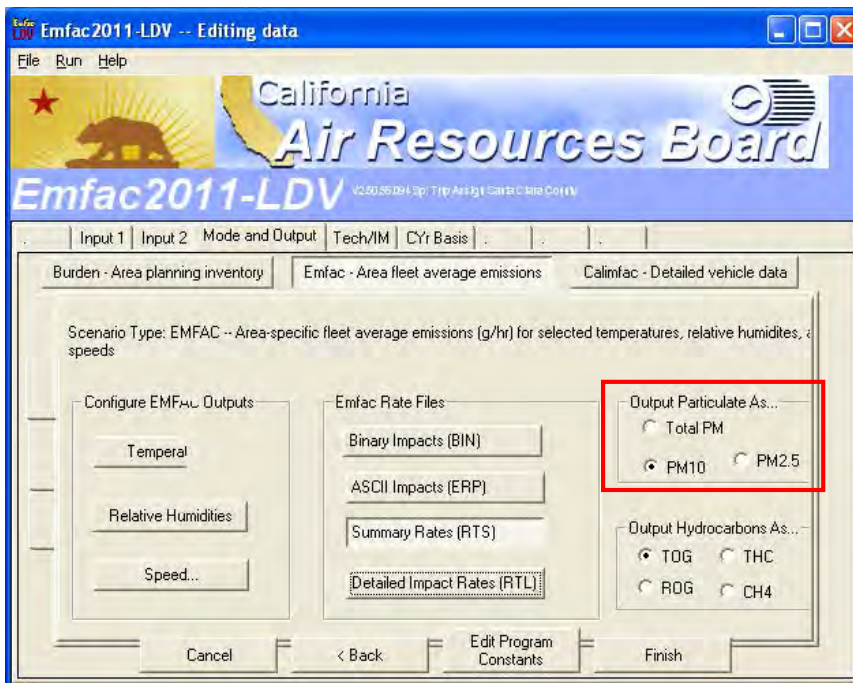 Emfac2011-LDV -- Editing data
File Run Help
California
Air Resources Board
Emfac2011-LDV
Input 1 Input 2 Mode and Output Tech/IM CYr Basis
Burden - Area planning inventory Emfac - Area fleet average emissions Calimfac - Detailed vehicle data
Scenario Type: EMFAC -- Area-specific fleet average emissions (g/hr) for selected temperatures, relative humidites,
speeds
Configure EMFAC Outputs
Temperal
Relative Humidities
Speed...
Emfac Rate Files
Binary Impacts (BIN)
ASCII Impacts (ERP)
Summary Rates (RTS)
Detailed Impact Rates (RTL)
Output Particulate As...
Total PM
PM10 PM2.5
Output Hydrocarbons As...
TOG THC
ROG CH4
Cancel < Back Edit Program Constants Finish